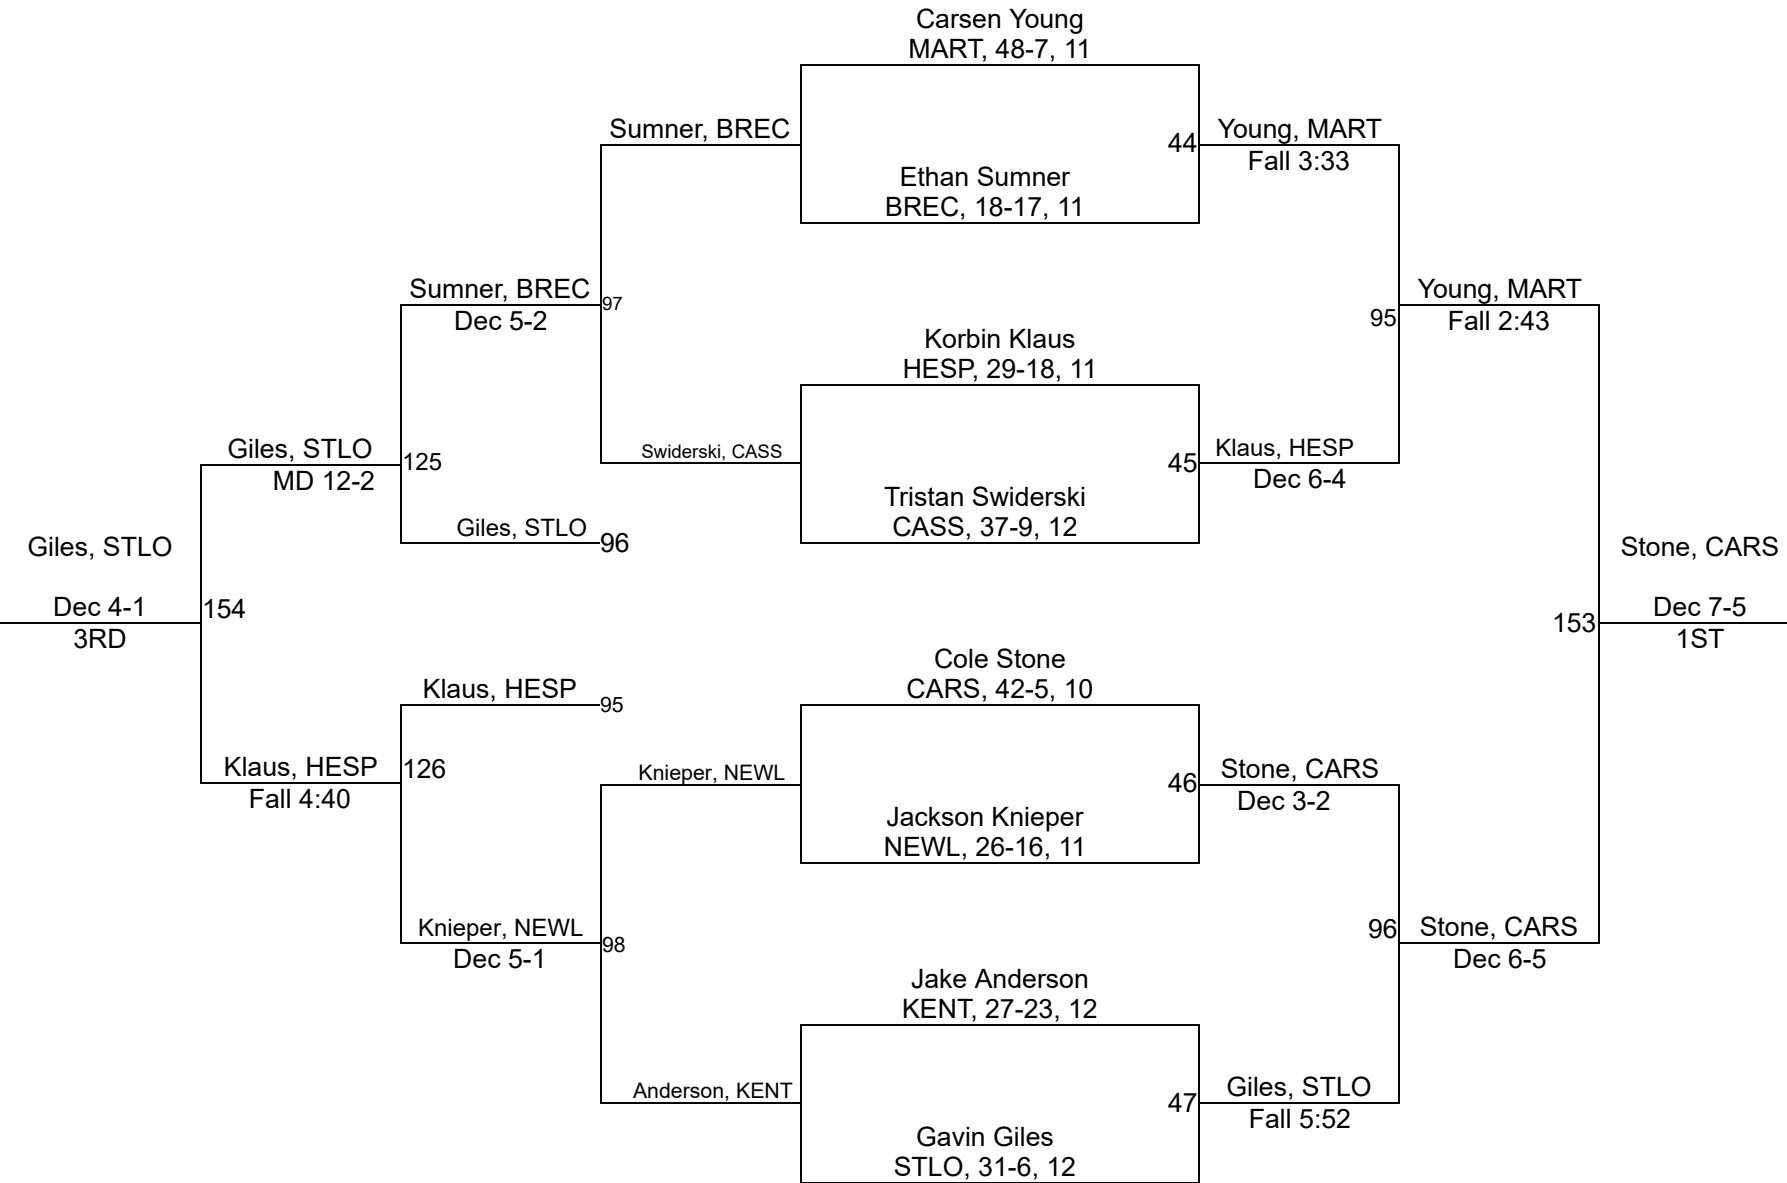 Carsen Young
MART, 48-7, 11
Sumner, BREC
44
Young, MART
Fall 3:33
Ethan Sumner
BREC, 18-17, 11
Sumner, BREC
Dec 5-2
97
Young, MART
Fall 2:43
95
Korbin Klaus
HESP, 29-18, 11
Giles, STLO
MD 12-2
125
Swiderski, CASS
45
Klaus, HESP
Dec 6-4
Tristan Swiderski
CASS, 37-9, 12
Giles, STLO
96
Giles, STLO
Dec 4-1
3RD
154
Stone, CARS
Dec 7-5
1ST
153
Cole Stone
CARS, 42-5, 10
Klaus, HESP
95
Klaus, HESP
Fall 4:40
126
Knieper, NEWL
46
Stone, CARS
Dec 3-2
Jackson Knieper
NEWL, 26-16, 11
Knieper, NEWL
Dec 5-1
98
96
Stone, CARS
Dec 6-5
Jake Anderson
KENT, 27-23, 12
Anderson, KENT
47
Giles, STLO
Fall 5:52
Gavin Giles
STLO, 31-6, 12